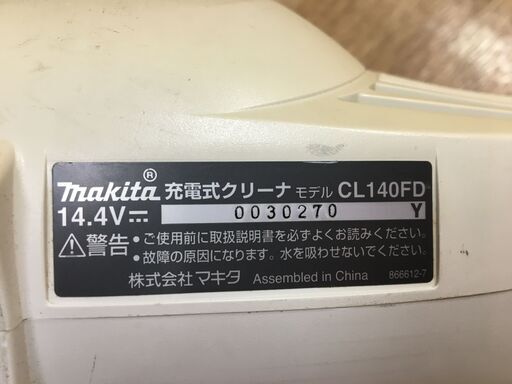 makita® 充電式クリーナ モデル CL140FD
14.4V⎓ 0030270 Y
⚠警告 ●ご使用前に取扱説明書を必ずよくお読みください。
●故障の原因になります。水を吸わせないでください。
株式会社 マキタ Assembled in China 866612-7